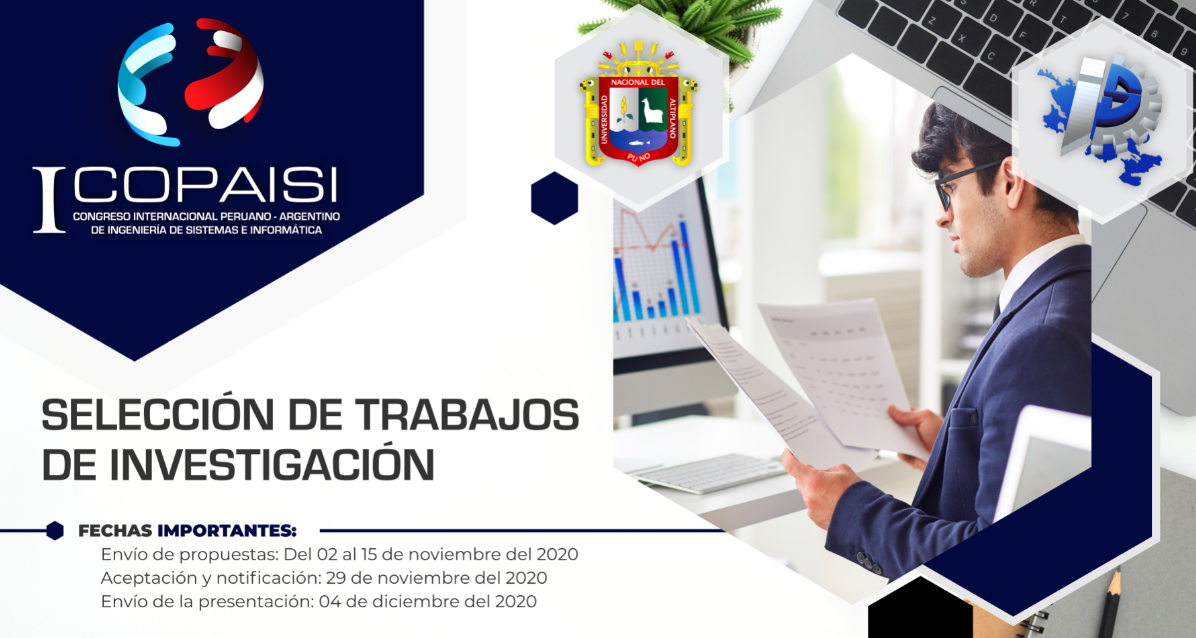 I COPAISI
CONGRESO INTERNACIONAL PERUANO - ARGENTINO
DE INGENIERÍA DE SISTEMAS E INFORMÁTICA
UNIVERSIDAD
NACIONAL DEL
ALTIPLANO
PUNO
SELECCIÓN DE TRABAJOS
DE INVESTIGACIÓN
FECHAS IMPORTANTES:
Envío de propuestas: Del 02 al 15 de noviembre del 2020
Aceptación y notificación: 29 de noviembre del 2020
Envío de la presentación: 04 de diciembre del 2020